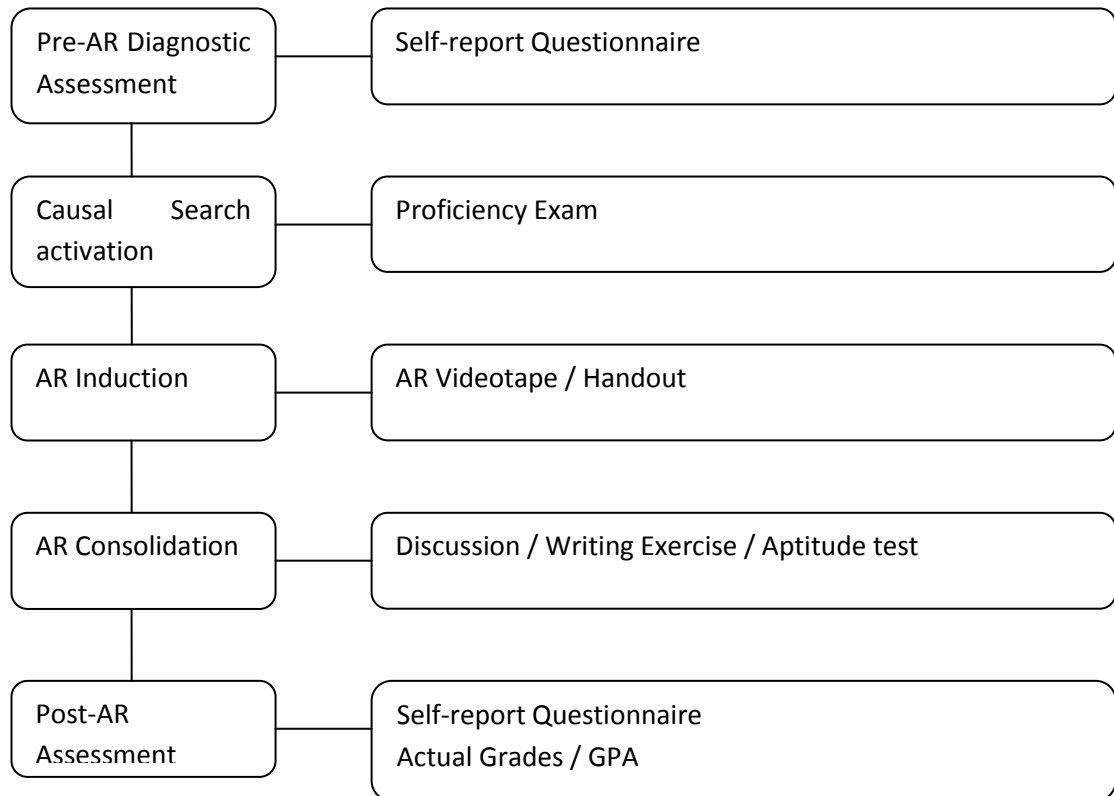 Pre-AR Diagnostic
Assessment
Self-report Questionnaire
Causal Search
activation
Proficiency Exam
AR Induction
AR Videotape / Handout
AR Consolidation
Discussion / Writing Exercise / Aptitude test
Post-AR
Assessment
Self-report Questionnaire
Actual Grades / GPA